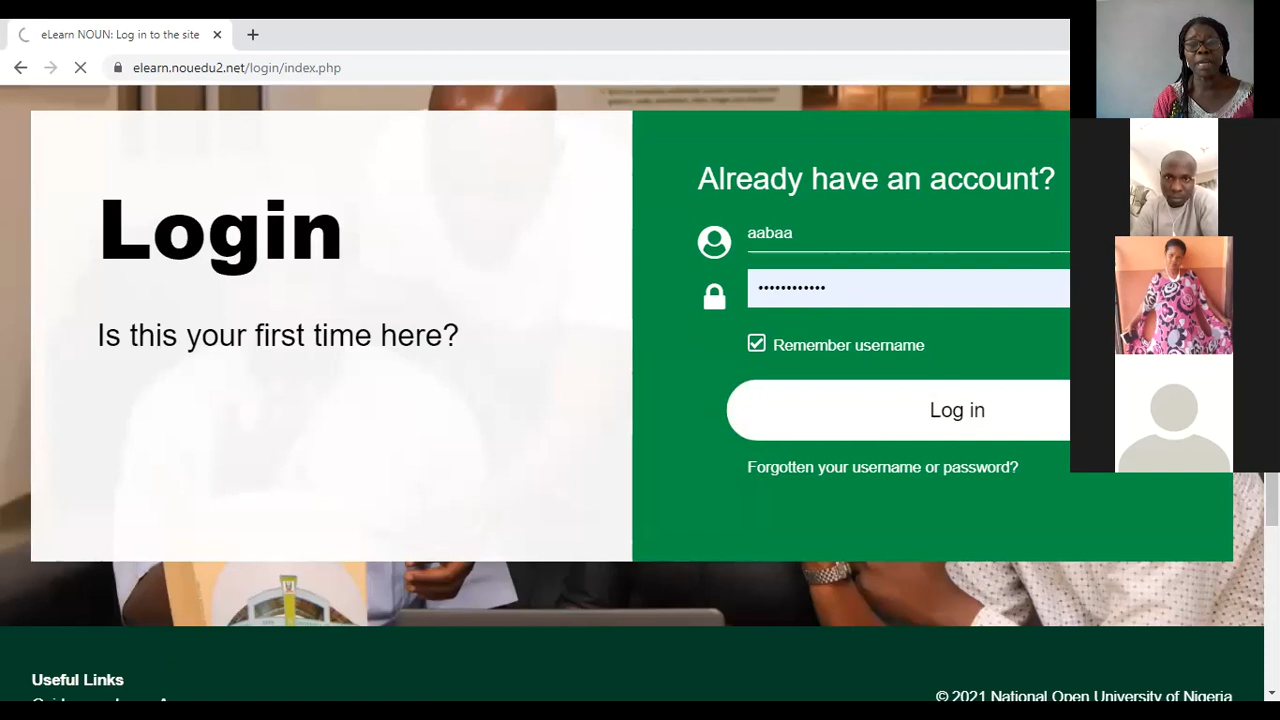 eLearn NOUN: Log in to the site
elearn.nouedu2.net/login/index.php
Login
Is this your first time here?
Already have an account?
aabaa
••••••••••••
Remember username
Log in
Forgotten your username or password?
Useful Links
© 2021 National Open University of Nigeria